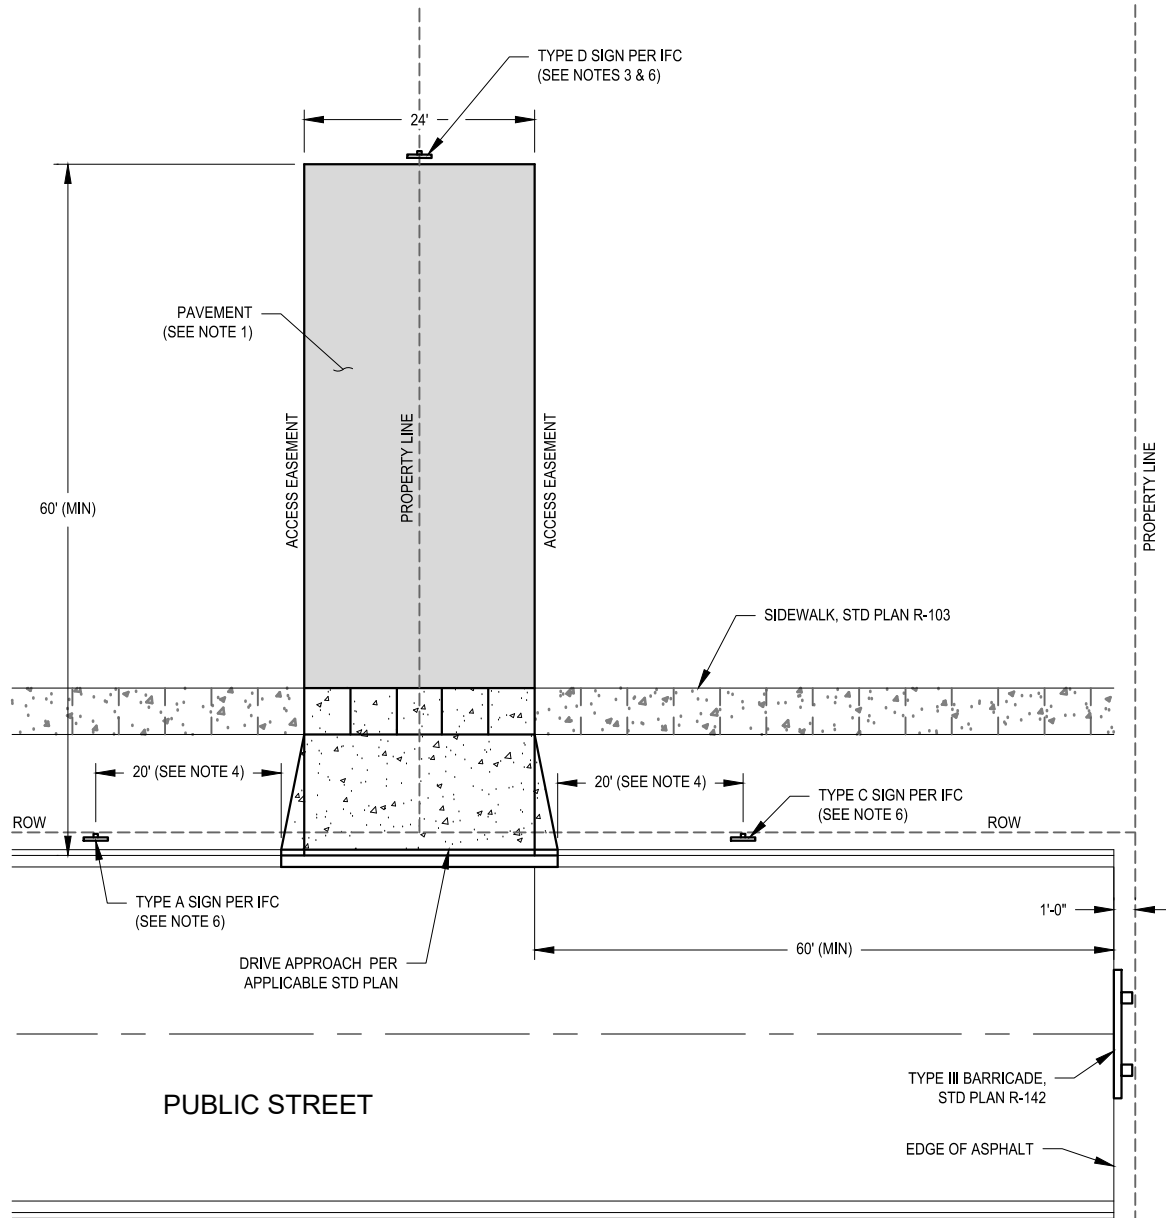 TYPE D SIGN PER IFC
(SEE NOTES 3 & 6)
24'
PAVEMENT
(SEE NOTE 1)
ACCESS EASEMENT
PROPERTY LINE
ACCESS EASEMENT
PROPERTY LINE
60' (MIN)
SIDEWALK, STD PLAN R-103
20' (SEE NOTE 4)
20' (SEE NOTE 4)
TYPE C SIGN PER IFC
(SEE NOTE 6)
ROW
ROW
TYPE A SIGN PER IFC
(SEE NOTE 6)
1'-0"
DRIVE APPROACH PER
APPLICABLE STD PLAN
60' (MIN)
TYPE III BARRICADE,
STD PLAN R-142
PUBLIC STREET
EDGE OF ASPHALT